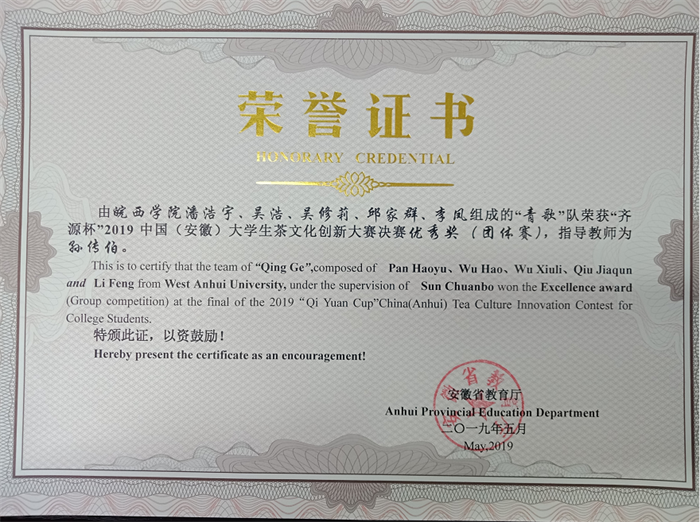 荣誉证书
HONORARY CREDENTIAL
由皖西学院潘浩宇、吴浩、吴修莉、邱家群、李凤组成的“青歌”队荣获“齐
源杯”2019中国（安徽）大学生茶文化创新大赛决赛优秀奖（团体赛），指导教师为
孙传伯。
This is to certify that the team of “Qing Ge”,composed of Pan Haoyu、Wu Hao、Wu Xiuli、Qiu Jiaqun
and Li Feng from West Anhui University, under the supervision of Sun Chuanbo won the Excellence award
(Group competition) at the final of the 2019 “Qi Yuan Cup”China(Anhui) Tea Culture Innovation Contest for
College Students.
特颁此证，以资鼓励！
Hereby present the certificate as an encouragement!
安徽省教育厅
Anhui Provincial Education Department
二〇一九年五月
May,2019